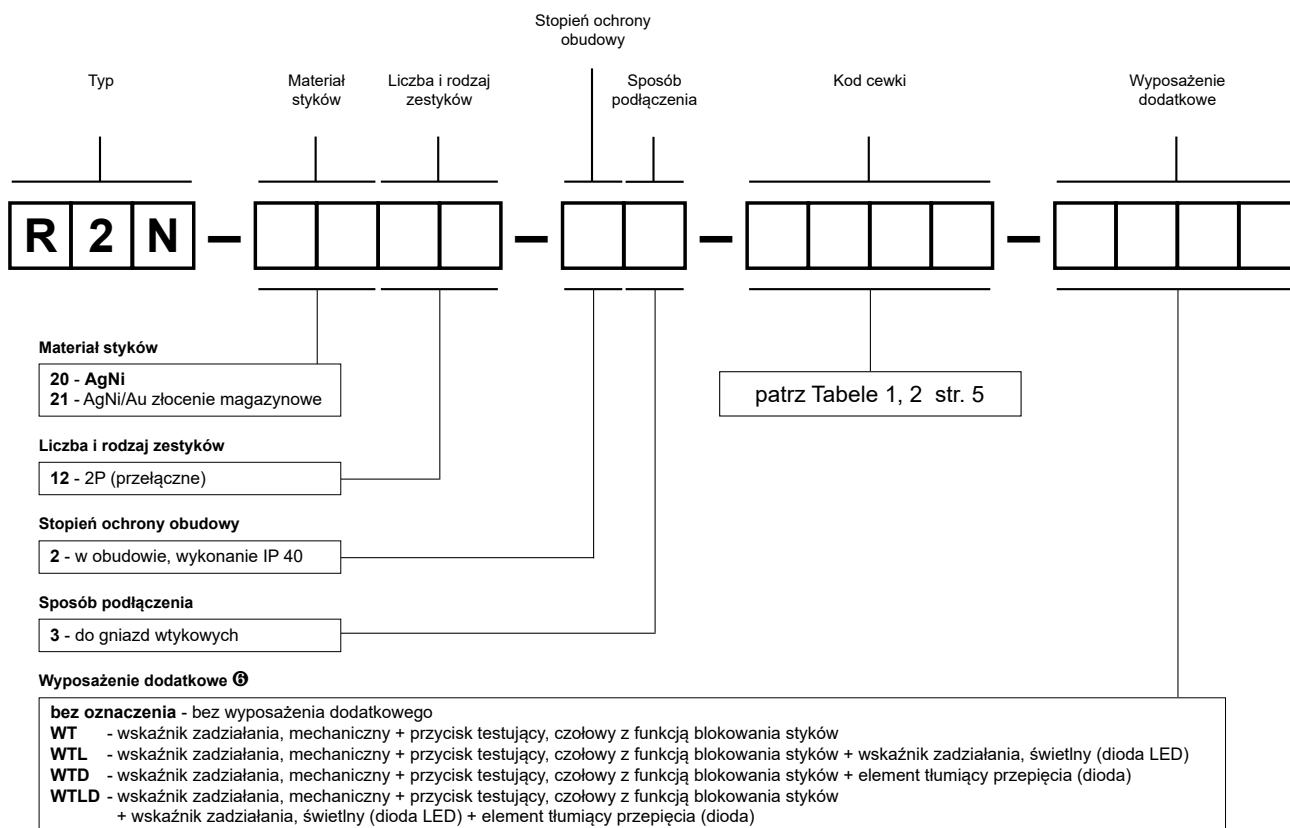 Stopień ochrony
obudowy
Typ
Materiał
styków
Liczba i rodzaj
zestyków
Sposób
podłączenia
Kod cewki
Wyposażenie
dodatkowe
R 2 N – – – –
Materiał styków
20 - AgNi
21 - AgNi/Au złocenie magazynowe
patrz Tabele 1, 2 str. 5
Liczba i rodzaj zestyków
12 - 2P (przełączne)
Stopień ochrony obudowy
2 - w obudowie, wykonanie IP 40
Sposób podłączenia
3 - do gniazd wtykowych
Wyposażenie dodatkowe ❻
bez oznaczenia - bez wyposażenia dodatkowego
WT - wskaźnik zadziałania, mechaniczny + przycisk testujący, czołowy z funkcją blokowania styków
WTL - wskaźnik zadziałania, mechaniczny + przycisk testujący, czołowy z funkcją blokowania styków + wskaźnik zadziałania, świetlny (dioda LED)
WTD - wskaźnik zadziałania, mechaniczny + przycisk testujący, czołowy z funkcją blokowania styków + element tłumiący przepięcia (dioda)
WTLD - wskaźnik zadziałania, mechaniczny + przycisk testujący, czołowy z funkcją blokowania styków
+ wskaźnik zadziałania, świetlny (dioda LED) + element tłumiący przepięcia (dioda)